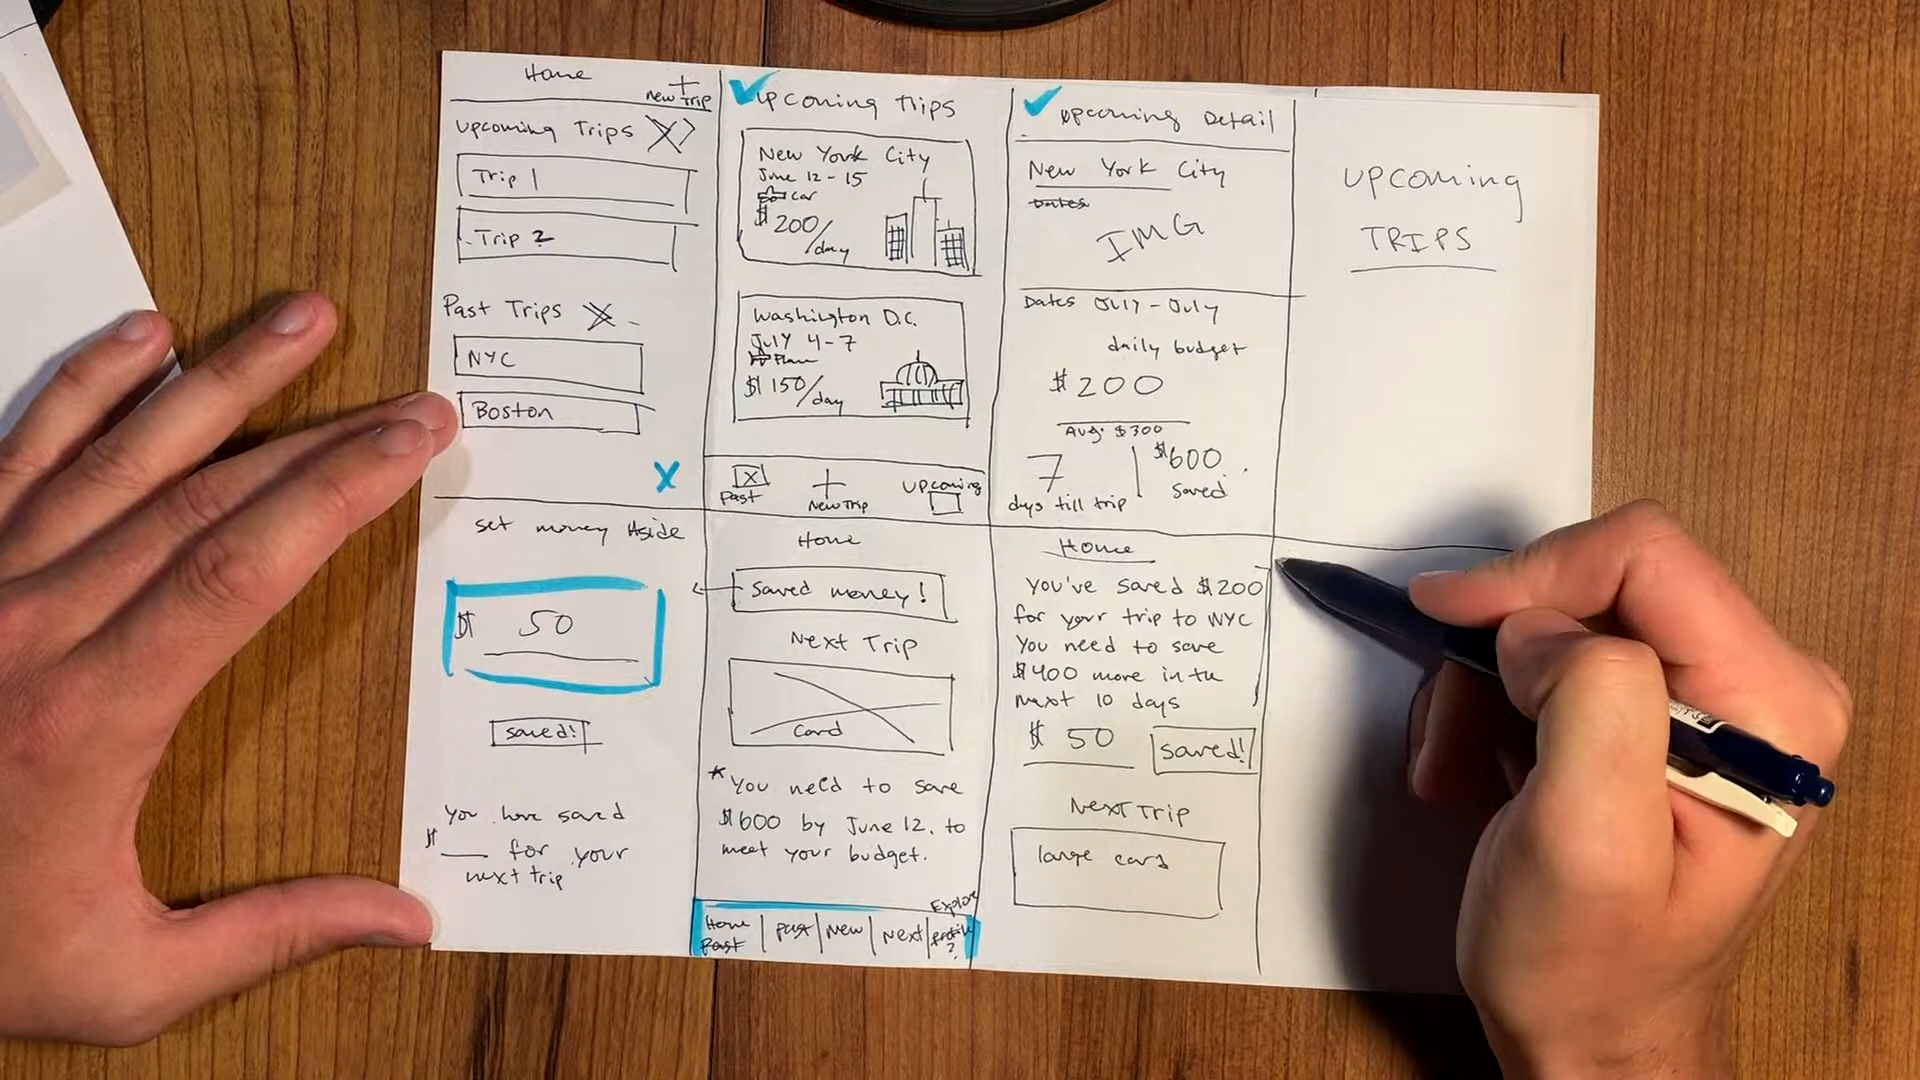 Home
+
New Trip
Upcoming Trips
Trip 1
Trip 2
Past Trips
NYC
Boston
X
Upcoming Trips
New York City
June 12-15
car
$200/day
Washington D.C.
July 4-7
Plane
$150/day
Past
+
New Trip
Upcoming
Upcoming Detail
New York City
Dates
IMG
Dates July-July
daily budget
$200
Avg: $300
7
days till trip
$600
saved
UPCOMING
TRIPS
Set money Aside
$ 50
saved!
You have saved
$ ___ for your
next trip
Home
Saved money!
Next Trip
Card
*You need to save
$600 by June 12. to
meet your budget.
Explore
Home | Past | New | Next | Profile
Past ?
Home
You've saved $200
for your trip to NYC
You need to save
$400 more in the
next 10 days
$ 50
saved!
Next Trip
large card